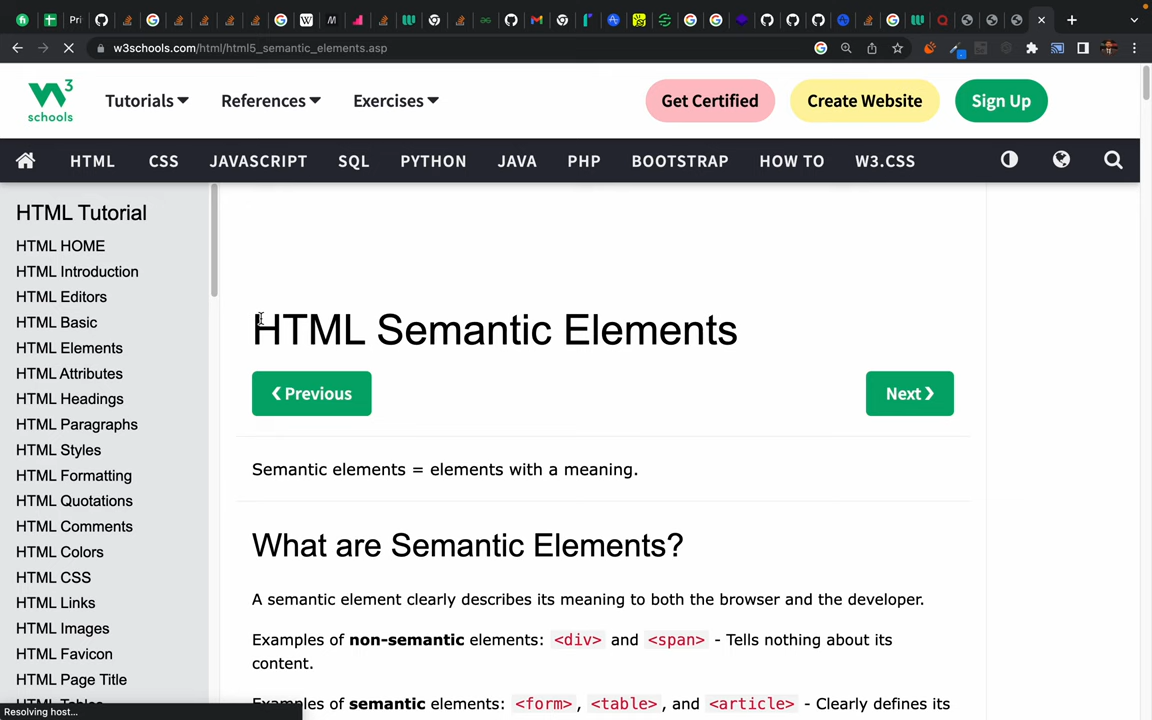 Pri
w3schools.com/html/html5_semantic_elements.asp
W3
schools
Tutorials
References
Exercises
Get Certified
Create Website
Sign Up
HTML
CSS
JAVASCRIPT
SQL
PYTHON
JAVA
PHP
BOOTSTRAP
HOW TO
W3.CSS
HTML Tutorial
HTML HOME
HTML Introduction
HTML Editors
HTML Basic
HTML Elements
HTML Attributes
HTML Headings
HTML Paragraphs
HTML Styles
HTML Formatting
HTML Quotations
HTML Comments
HTML Colors
HTML CSS
HTML Links
HTML Images
HTML Favicon
HTML Page Title
HTML Tables
Resolving host...
HTML Semantic Elements
❮ Previous
Next ❯
Semantic elements = elements with a meaning.
What are Semantic Elements?
A semantic element clearly describes its meaning to both the browser and the developer.
Examples of non-semantic elements: <div> and <span> - Tells nothing about its
content.
Examples of semantic elements: <form>, <table>, and <article> - Clearly defines its